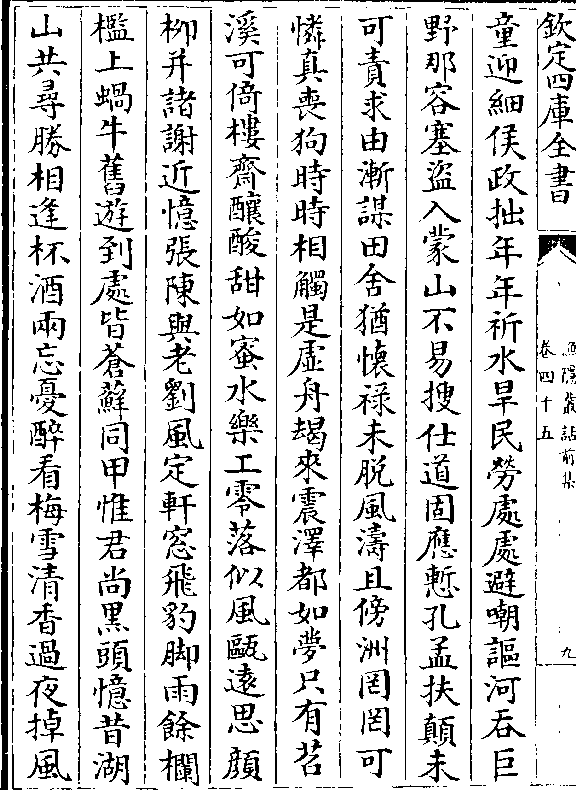 欽定四庫全書
漁隱叢話前集
卷四十五
九
童迎細侯政拙年年祈水旱民勞處處避嘲謳河吞巨
野那容塞盜入蒙山不易搜仕道固應慙孔孟扶顛未
可責求由漸謀田舍猶懷祿未脫風濤且傍洲罔罔可
憐真喪狗時時相觸是虛舟朅來震澤都如夢只有苕
溪可倚樓齋釀酸甜如蜜水樂工零落似風甌遠思顔
柳并諸謝近憶張陳與老劉風定軒窓飛豹脚雨餘欄
檻上蝸牛舊遊到處皆蒼蘚同甲惟君尚黒頭憶昔湖
山共尋勝相逢杯酒兩忘憂醉看梅雪清香過夜掉風